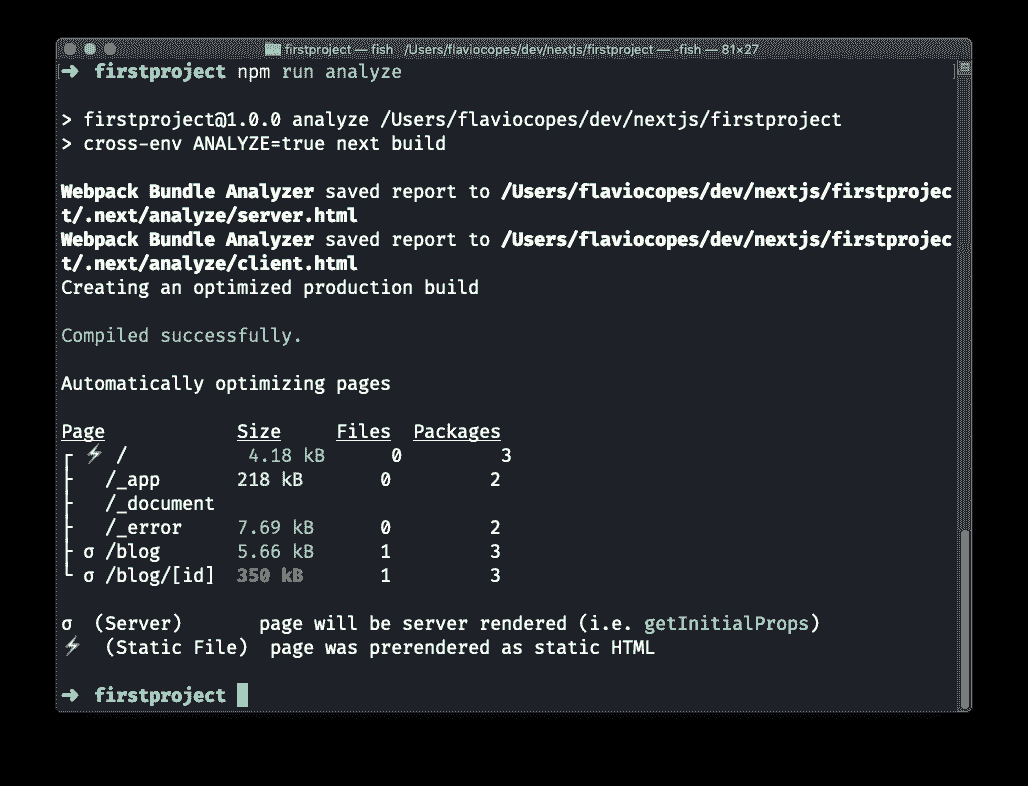 firstproject — fish /Users/flaviocopes/dev/nextjs/firstproject — -fish — 81×27
➜ firstproject npm run analyze
> firstproject@1.0.0 analyze /Users/flaviocopes/dev/nextjs/firstproject
> cross-env ANALYZE=true next build
Webpack Bundle Analyzer saved report to /Users/flaviocopes/dev/nextjs/firstprojec
t/.next/analyze/server.html
Webpack Bundle Analyzer saved report to /Users/flaviocopes/dev/nextjs/firstprojec
t/.next/analyze/client.html
Creating an optimized production build
Compiled successfully.
Automatically optimizing pages
Page Size Files Packages
┌ ⚡ / 4.18 kB 0 3
├ /_app 218 kB 0 2
├ /_document
├ /_error 7.69 kB 0 2
├ σ /blog 5.66 kB 1 3
└ σ /blog/[id] 350 kB 1 3
σ (Server) page will be server rendered (i.e. getInitialProps)
⚡ (Static File) page was prerendered as static HTML
➜ firstproject